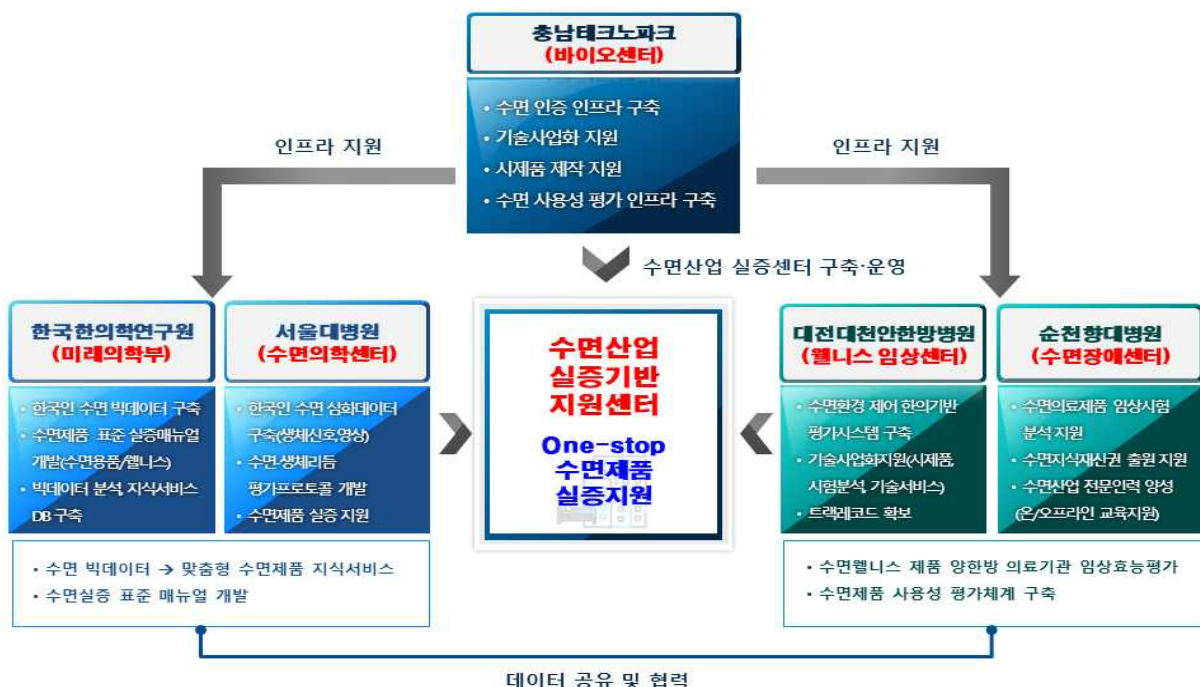 충남테크노파크
(바이오센터)
• 수면 인증 인프라 구축
• 기술사업화 지원
• 시제품 제작 지원
• 수면 사용성 평가 인프라 구축
인프라 지원
인프라 지원
수면산업 실증센터 구축·운영
한국한의학연구원
(미래의학부)
• 한국인 수면 빅데이터 구축
• 수면제품 표준 실증매뉴얼
개발(수면용품/웰니스)
• 빅데이터 분석, 지식서비스
DB 구축
서울대병원
(수면의학센터)
• 한국인 수면 심화데이터
구축(생체신호,영상)
• 수면·생체리듬
평가프로토콜 개발
• 수면제품 실증 지원
• 수면 빅데이터 → 맞춤형 수면제품 지식서비스
• 수면실증 표준 매뉴얼 개발
수면산업
실증기반
지원센터
One-stop
수면제품
실증지원
대전대천안한방병원
(웰니스 임상센터)
• 수면환경 제어 한의기반
평가시스템 구축
• 기술사업화지원(시제품,
시험분석, 기술서비스)
• 트랙레코드 확보
순천향대병원
(수면장애센터)
• 수면의료제품 임상시험
분석 지원
• 수면지식재산권 출원 지원
• 수면산업 전문인력 양성
(온/오프라인 교육지원)
• 수면웰니스 제품 양한방 의료기관 임상효능평가
• 수면제품 사용성 평가체계 구축
데이터 공유 및 협력